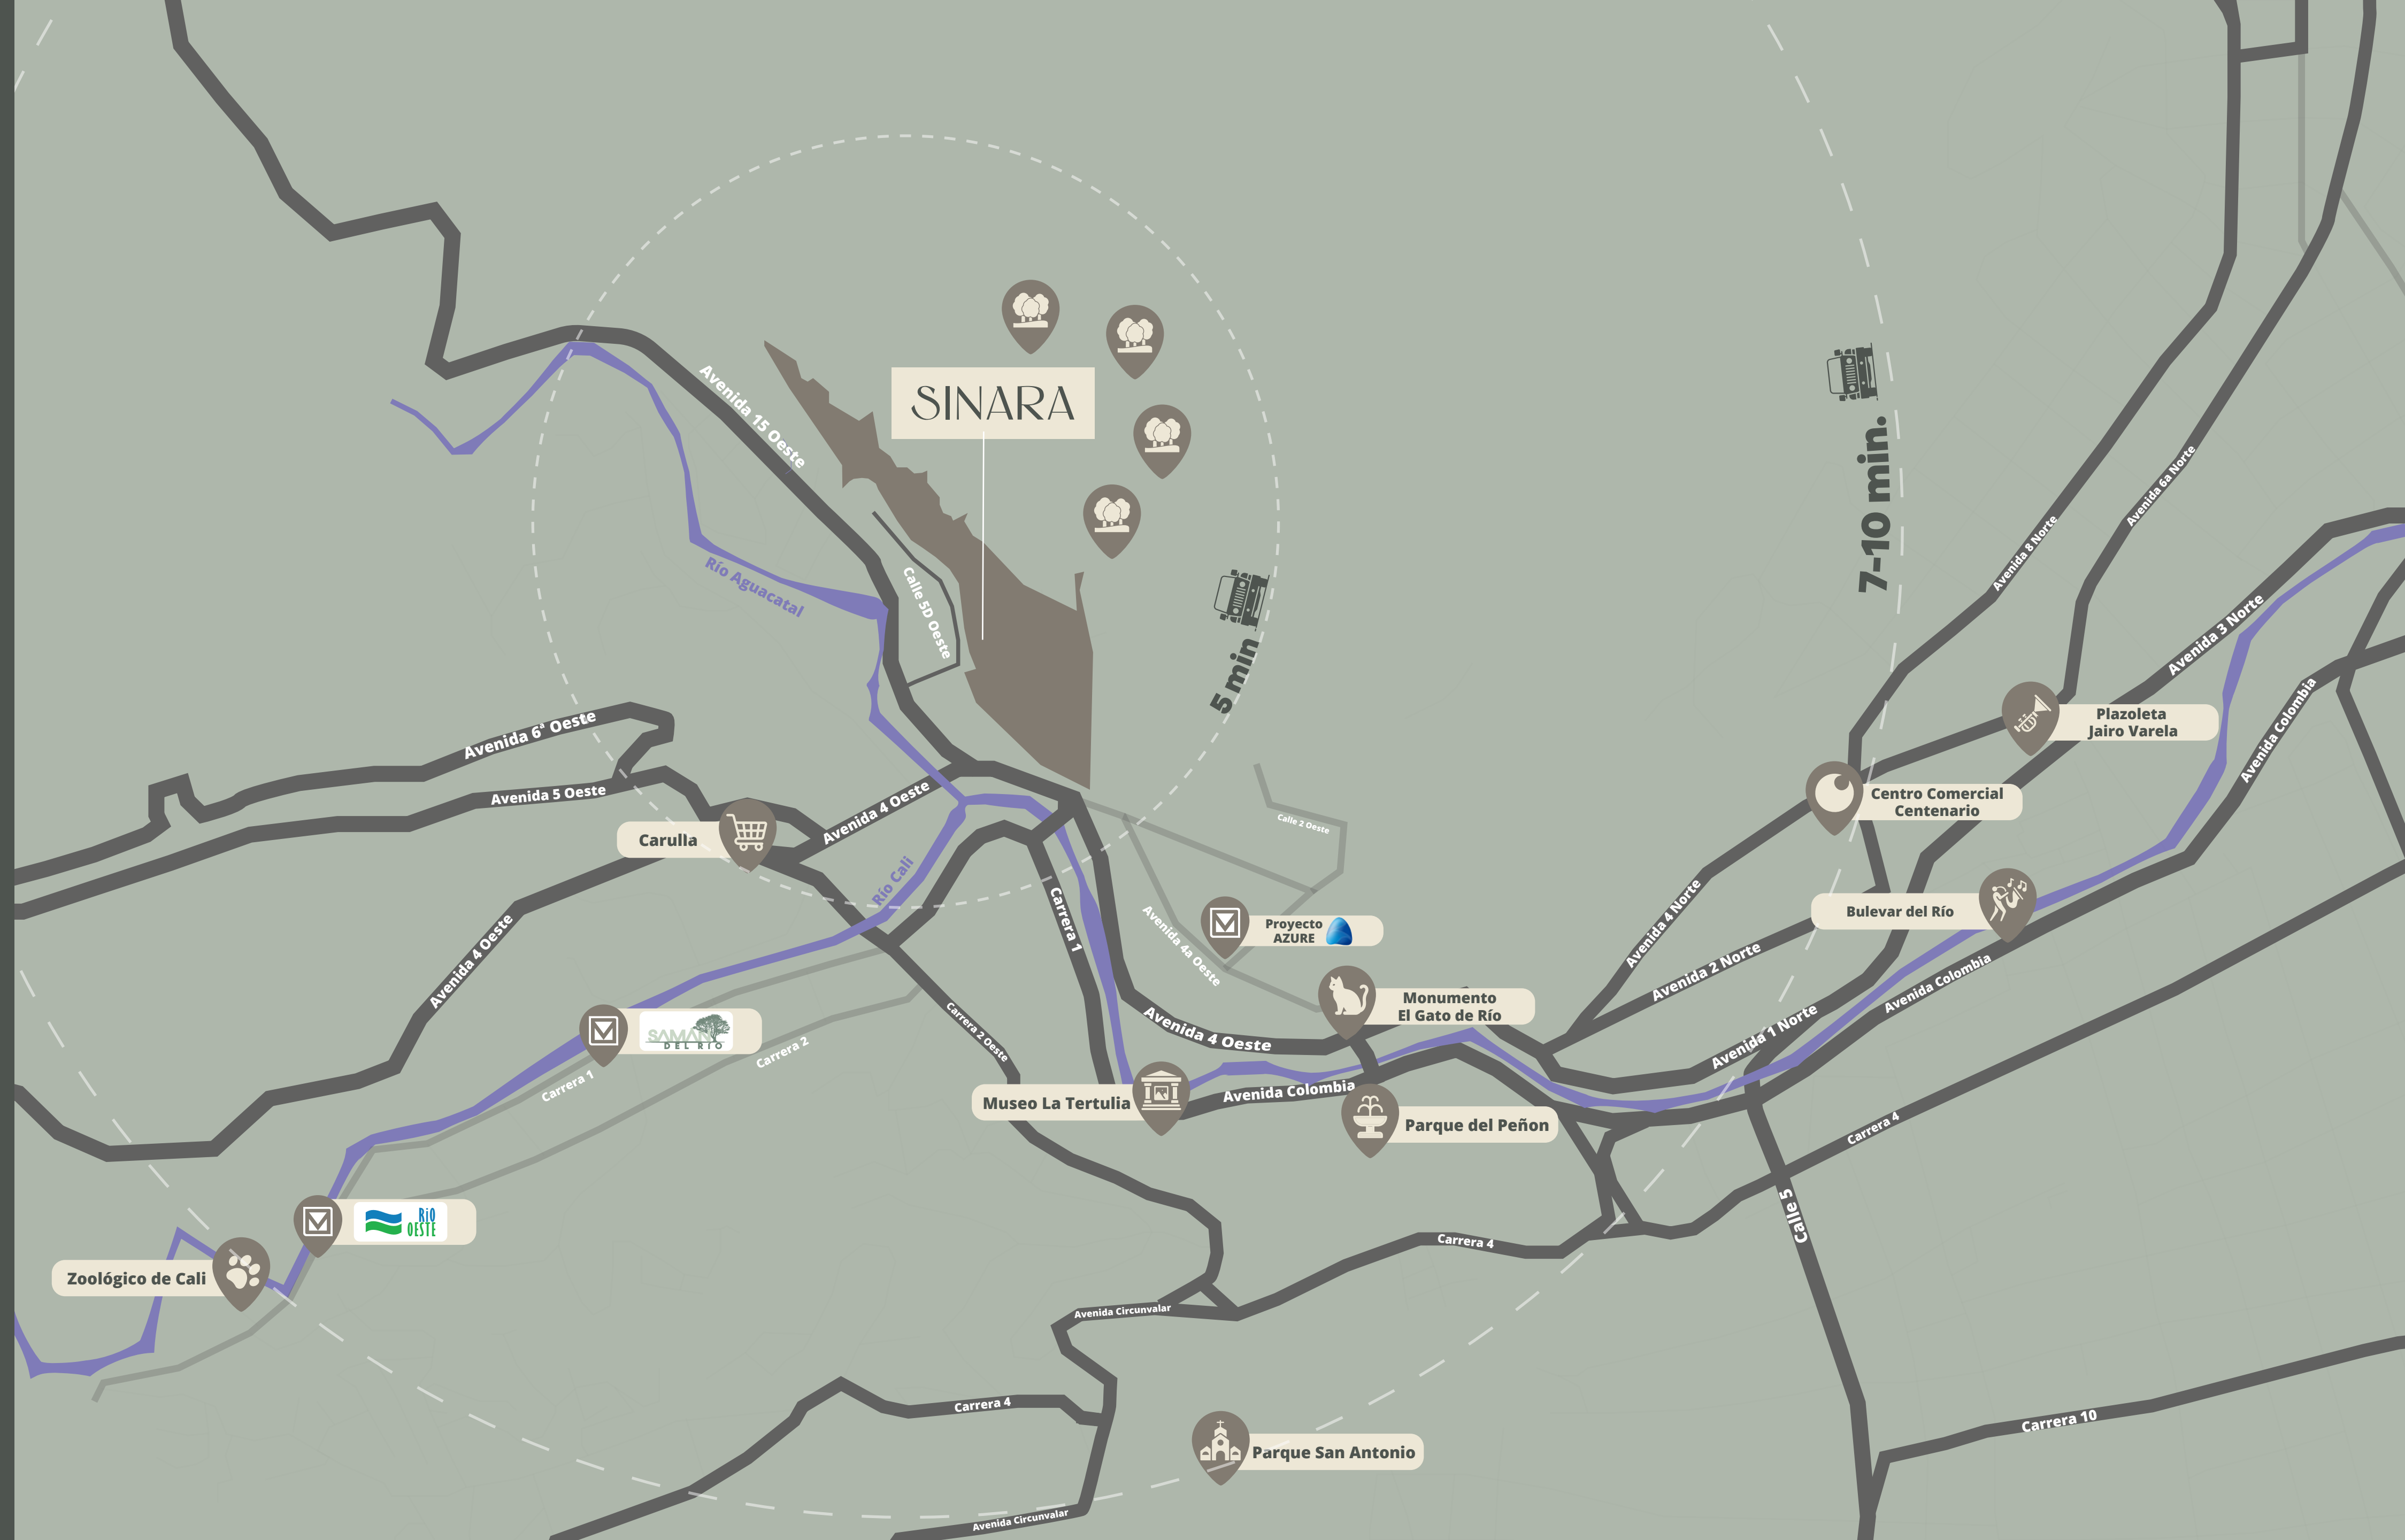 SINARA
Avenida 15 Oeste
Río Aguacatal
Calle 5D Oeste
5 min
7-10 min.
Avenida 8 Norte
Avenida 6a Norte
Avenida 3 Norte
Avenida Colombia
Plazoleta
Jairo Varela
Centro Comercial
Centenario
Bulevar del Río
Avenida 6ª Oeste
Avenida 5 Oeste
Avenida 4 Oeste
Carulla
Río Cali
Calle 2 Oeste
Carrera 1
Avenida 4a Oeste
Proyecto
AZURE
Avenida 4 Norte
Avenida 2 Norte
Avenida Colombia
Avenida 1 Norte
Avenida 4 Oeste
SAMAN
DEL RIO
Carrera 2 Oeste
Monumento
El Gato de Río
Avenida 4 Oeste
Carrera 1
Carrera 2
Museo La Tertulia
Avenida Colombia
Parque del Peñon
Carrera 4
Calle 5
RiO
OESTE
Zoológico de Cali
Carrera 4
Avenida Circunvalar
Carrera 4
Parque San Antonio
Carrera 10
Avenida Circunvalar